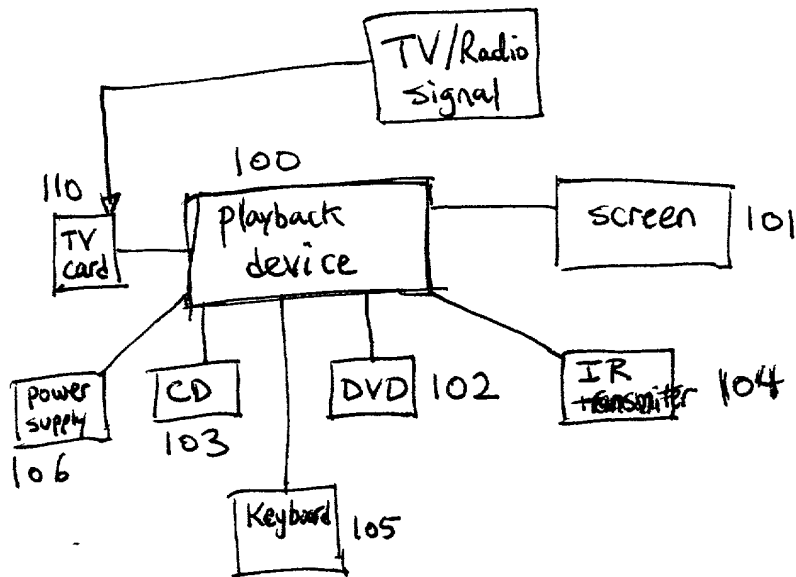 TV/Radio
signal
100
110
playback
device
screen
101
TV
card
power
supply
106
CD
103
DVD
102
IR
transmitter
104
Keyboard
105